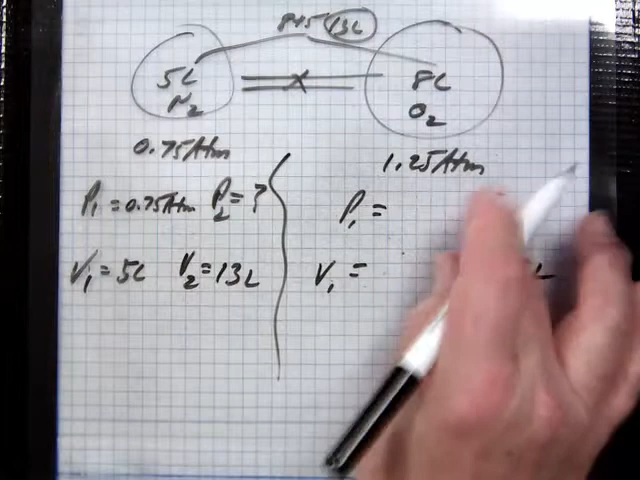 8+5 13L
5L 8L
N2 O2
0.75Atm 1.25Atm
P1 = 0.75Atm P2 = ? P1 =
V1 = 5L V2 = 13L V1 = L